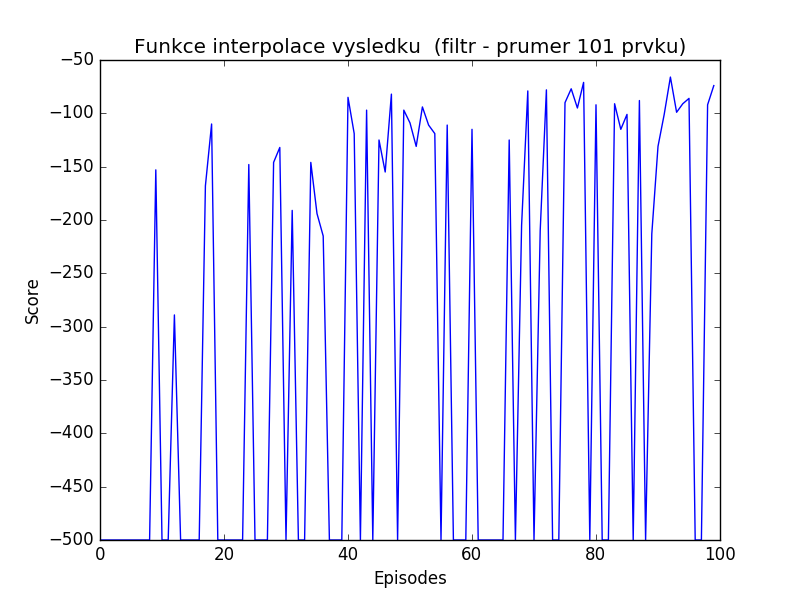 Funkce interpolace vysledku  (filtr - prumer 101 prvku)
−50
−100
−150
−200
−250
−300
−350
−400
−450
−500
Score
0 20 40 60 80 100
Episodes